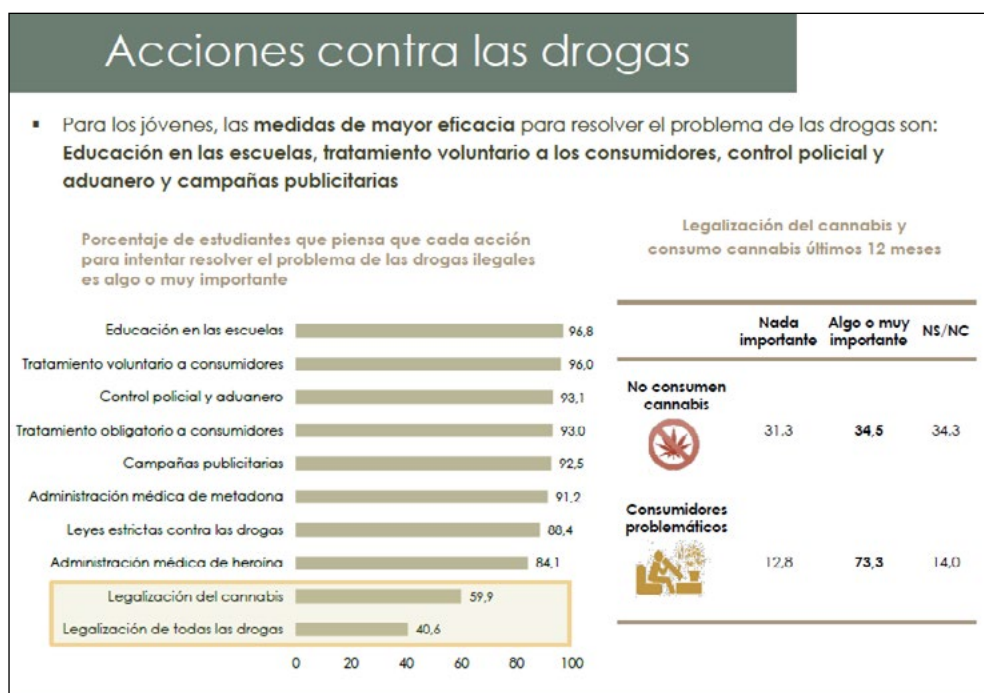 Acciones contra las drogas
▪ Para los jóvenes, las medidas de mayor eficacia para resolver el problema de las drogas son:
Educación en las escuelas, tratamiento voluntario a los consumidores, control policial y
aduanero y campañas publicitarias
Porcentaje de estudiantes que piensa que cada acción
para intentar resolver el problema de las drogas ilegales
es algo o muy importante
Educación en las escuelas 96,8
Tratamiento voluntario a consumidores 96,0
Control policial y aduanero 93,1
Tratamiento obligatorio a consumidores 93,0
Campañas publicitarias 92,5
Administración médica de metadona 91,2
Leyes estrictas contra las drogas 88,4
Administración médica de heroína 84,1
Legalización del cannabis 59,9
Legalización de todas las drogas 40,6
0 20 40 60 80 100
Legalización del cannabis y
consumo cannabis últimos 12 meses
Nada Algo o muy NS/NC
importante importante
No consumen
cannabis
31,3 34,5 34,3
Consumidores
problemáticos
12,8 73,3 14,0